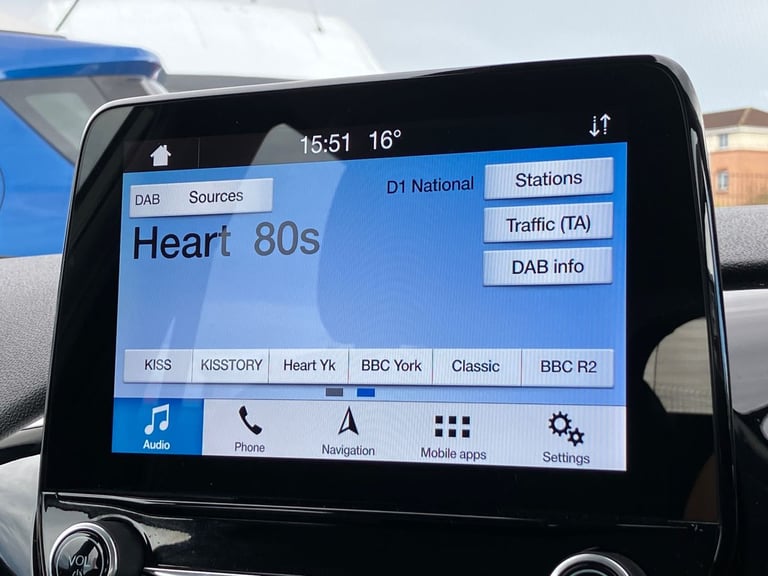 15:51 16°
DAB Sources
D1 National
Stations
Heart 80s
Traffic (TA)
DAB info
KISS KISSTORY Heart Yk BBC York Classic BBC R2
Audio Phone Navigation Mobile apps Settings
VOL